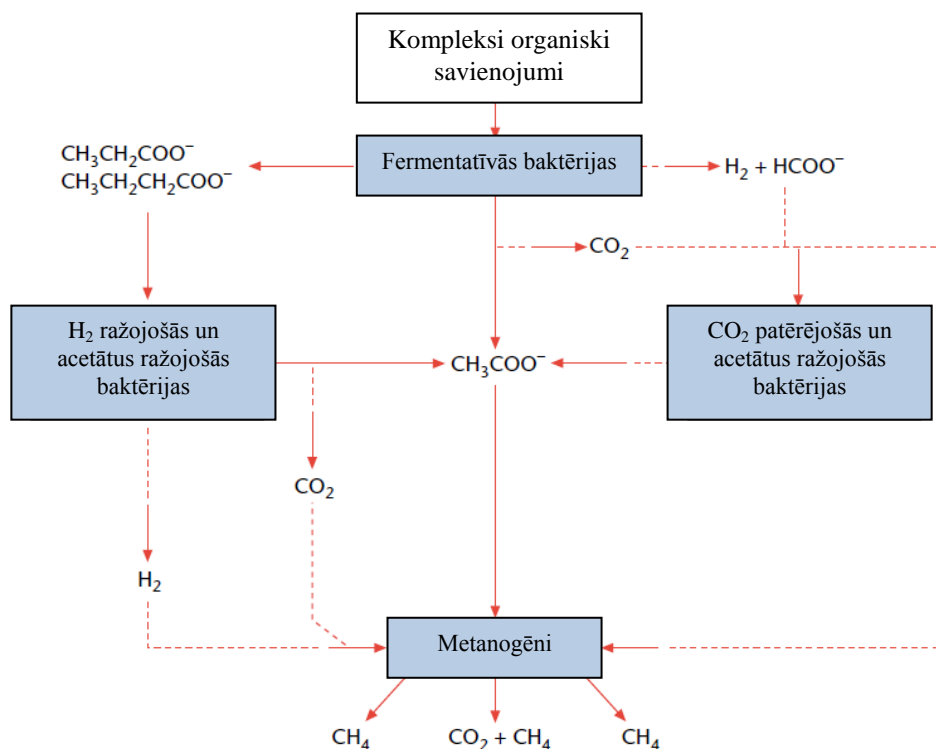 Kompleksi organiski
savienojumi
CH₃CH₂COO⁻
CH₃CH₂CH₂COO⁻
Fermentatīvās baktērijas
H₂ + HCOO⁻
CO₂
H₂ ražojošās un
acetātus ražojošās
baktērijas
CH₃COO⁻
CO₂ patērējošās un
acetātus ražojošās
baktērijas
CO₂
H₂
Metanogēni
CH₄
CO₂ + CH₄
CH₄